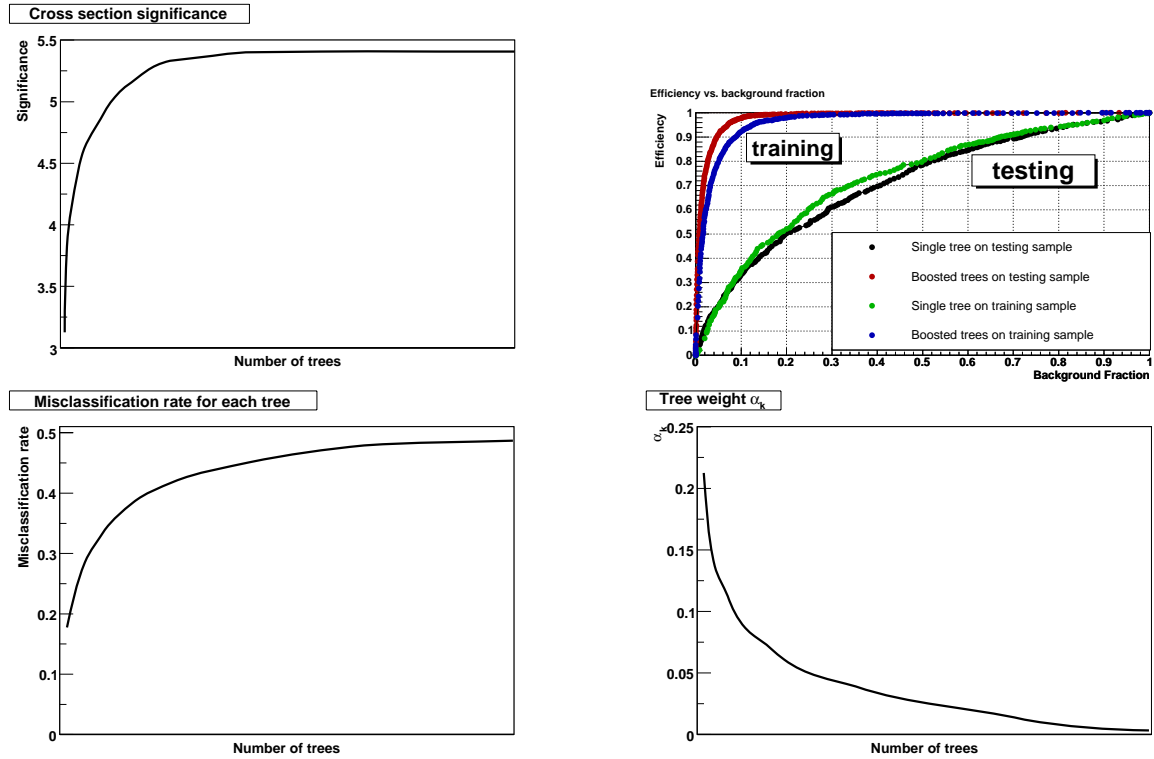 Cross section significance
Significance
5.5
5
4.5
4
3.5
3
Number of trees
Efficiency vs. background fraction
Efficiency
1
0.9
0.8
0.7
0.6
0.5
0.4
0.3
0.2
0.1
0
training
testing
Single tree on testing sample
Boosted trees on testing sample
Single tree on training sample
Boosted trees on training sample
0 0.1 0.2 0.3 0.4 0.5 0.6 0.7 0.8 0.9 1
Background Fraction
Misclassification rate for each tree
Misclassification rate
0.5
0.4
0.3
0.2
0.1
0
Number of trees
Tree weight αk
αk
0.25
0.2
0.15
0.1
0.05
0
Number of trees